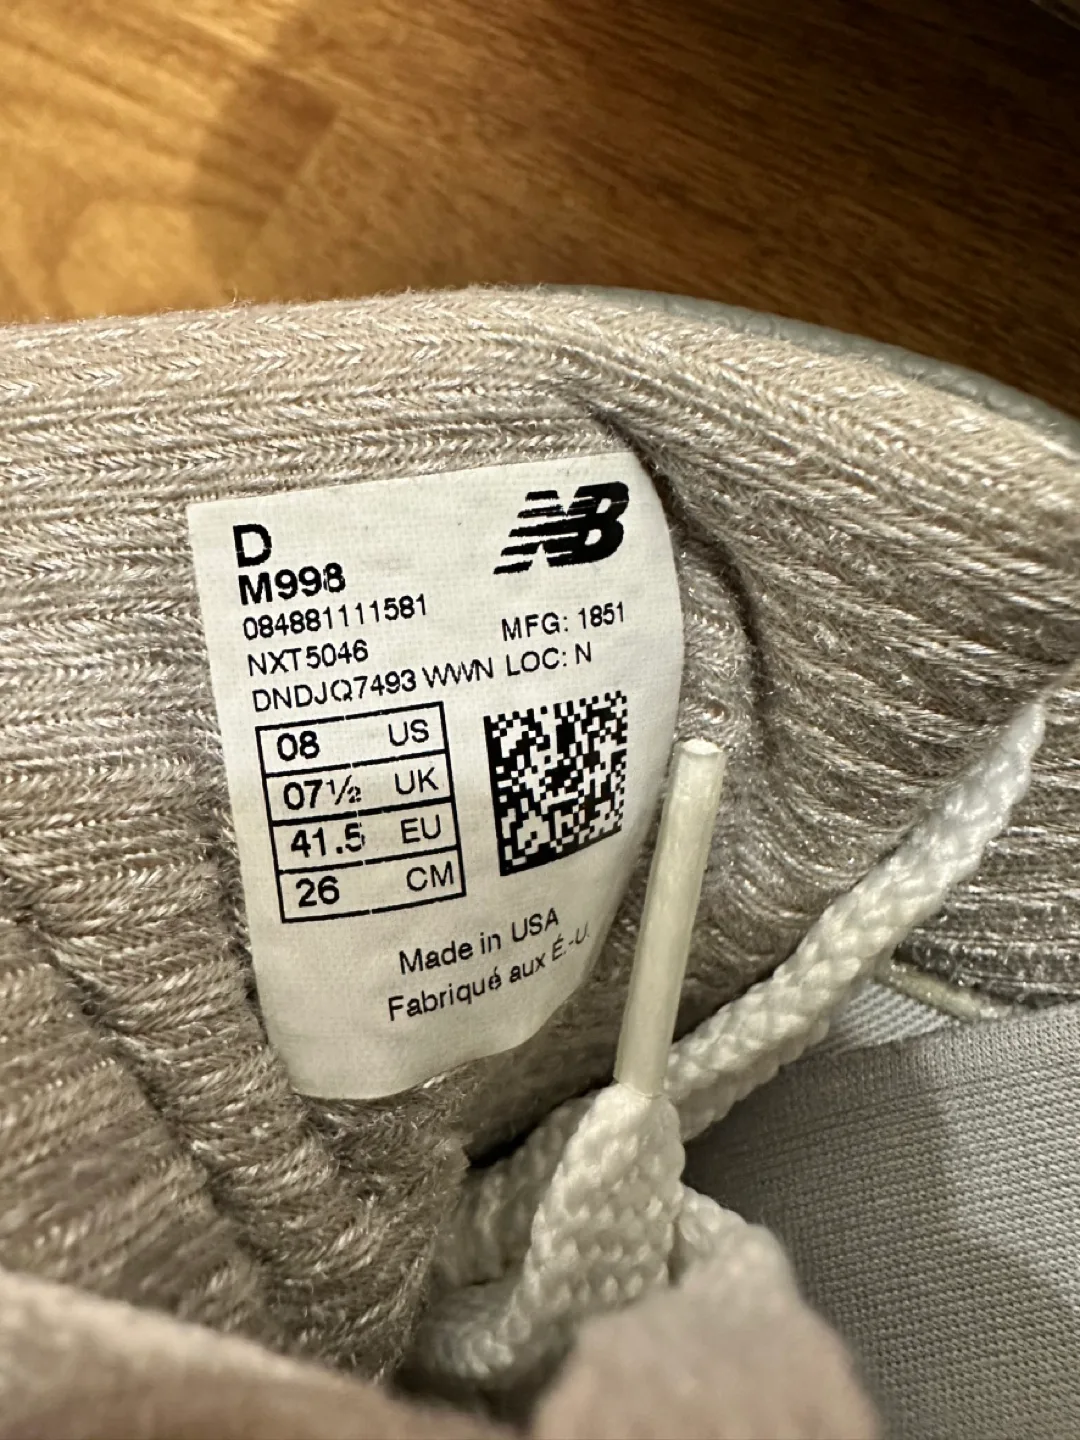 D
NB
M998
084881111581
NXT5046 MFG: 1851
DNDJQ7493 WWN LOC: N
08 US
07½ UK
41.5 EU
26 CM
Made in USA
Fabriqué aux É.-U.